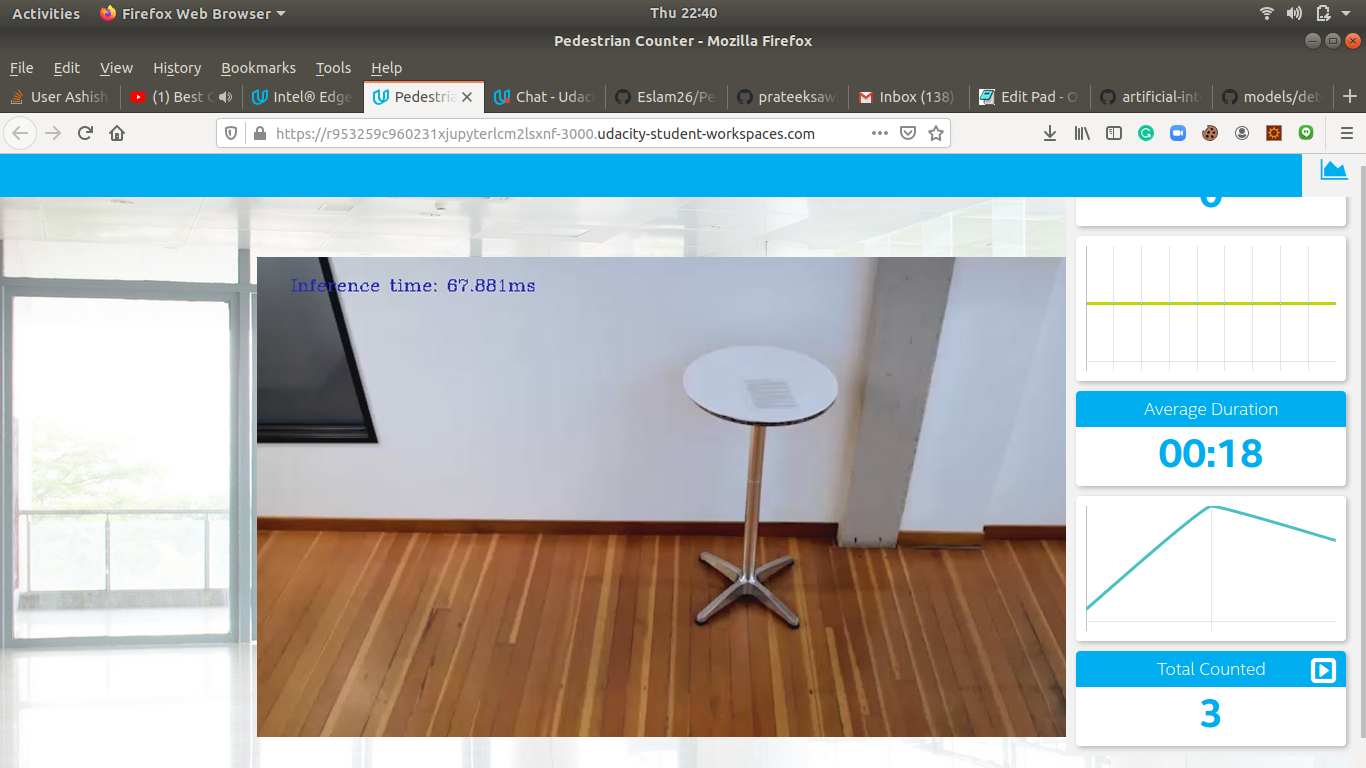 Activities Firefox Web Browser Thu 22:40
Pedestrian Counter - Mozilla Firefox
File Edit View History Bookmarks Tools Help
User Ashish (1) Best Intel® Edge Pedestria Chat - Udac Eslam26/Pe prateeksaw Inbox (138) Edit Pad - O artificial-int models/det
https://r953259c960231xjupyterlcm2lsxnf-3000.udacity-student-workspaces.com
Inference time: 67.881ms
Average Duration
00:18
Total Counted
3